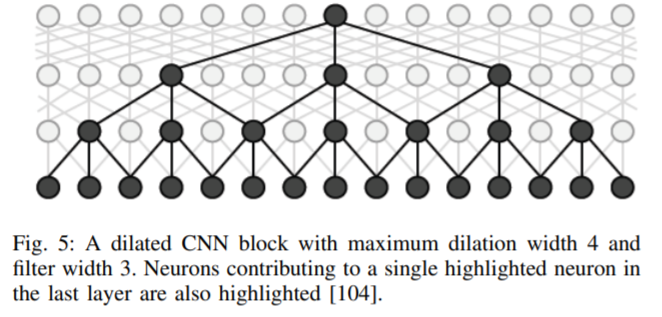 Fig. 5: A dilated CNN block with maximum dilation width 4 and
filter width 3. Neurons contributing to a single highlighted neuron in
the last layer are also highlighted [104].